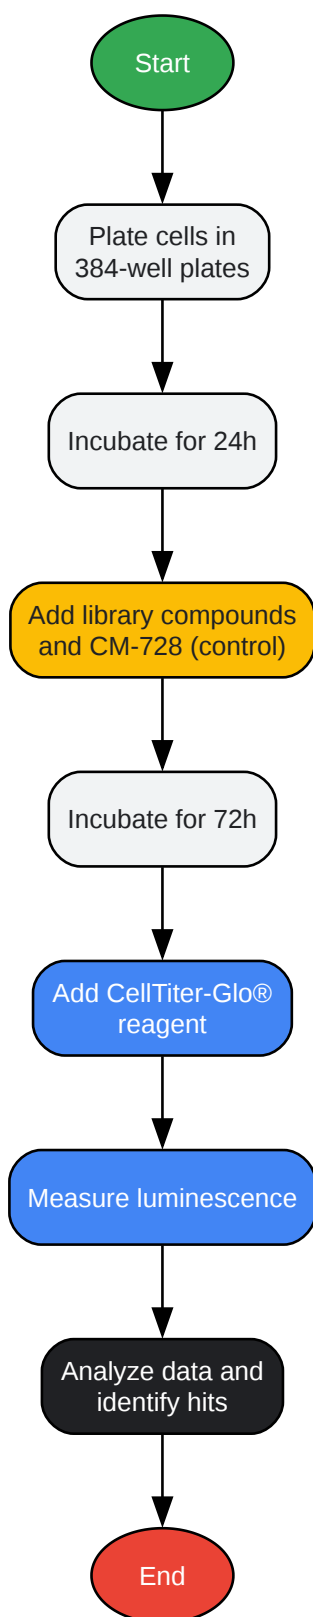 Start
Plate cells in
384-well plates
Incubate for 24h
Add library compounds
and CM-728 (control)
Incubate for 72h
Add CellTiter-Glo®
reagent
Measure luminescence
Analyze data and
identify hits
End